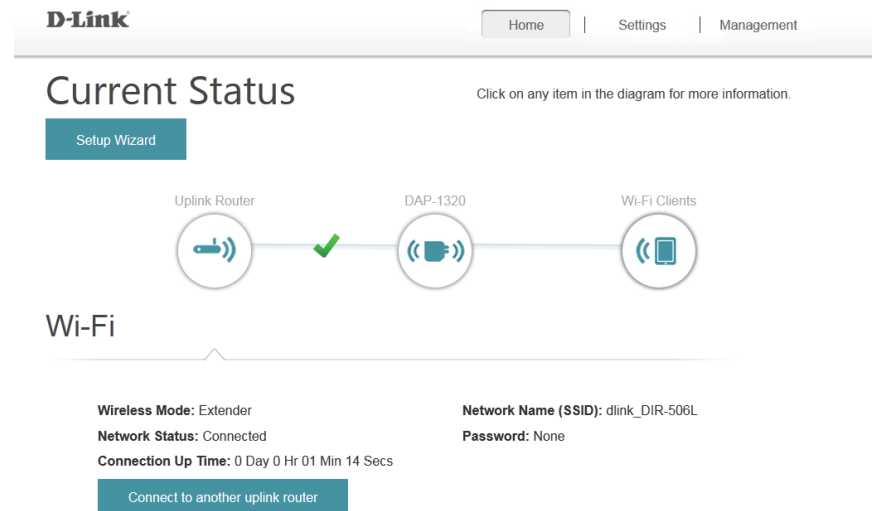 D-Link
Home | Settings | Management
Current Status
Click on any item in the diagram for more information.
Setup Wizard
Uplink Router DAP-1320 Wi-Fi Clients
Wi-Fi
Wireless Mode: Extender
Network Name (SSID): dlink_DIR-506L
Network Status: Connected
Password: None
Connection Up Time: 0 Day 0 Hr 01 Min 14 Secs
Connect to another uplink router